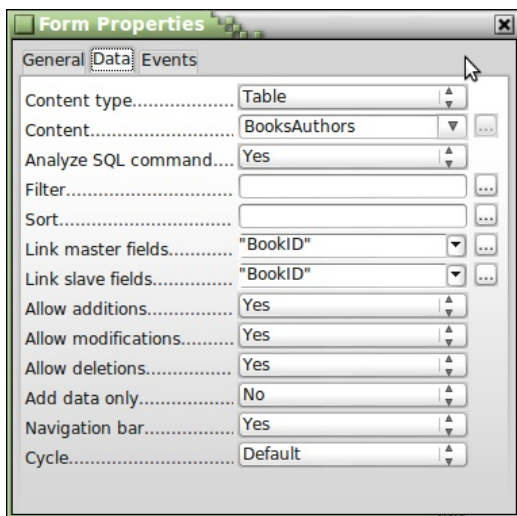 Form Properties
General Data Events
Content type.................. Table
Content........................ BooksAuthors
Analyze SQL command.... Yes
Filter............................
Sort.............................
Link master fields............ "BookID"
Link slave fields.............. "BookID"
Allow additions............... Yes
Allow modifications.......... Yes
Allow deletions............... Yes
Add data only................. No
Navigation bar................ Yes
Cycle........................... Default